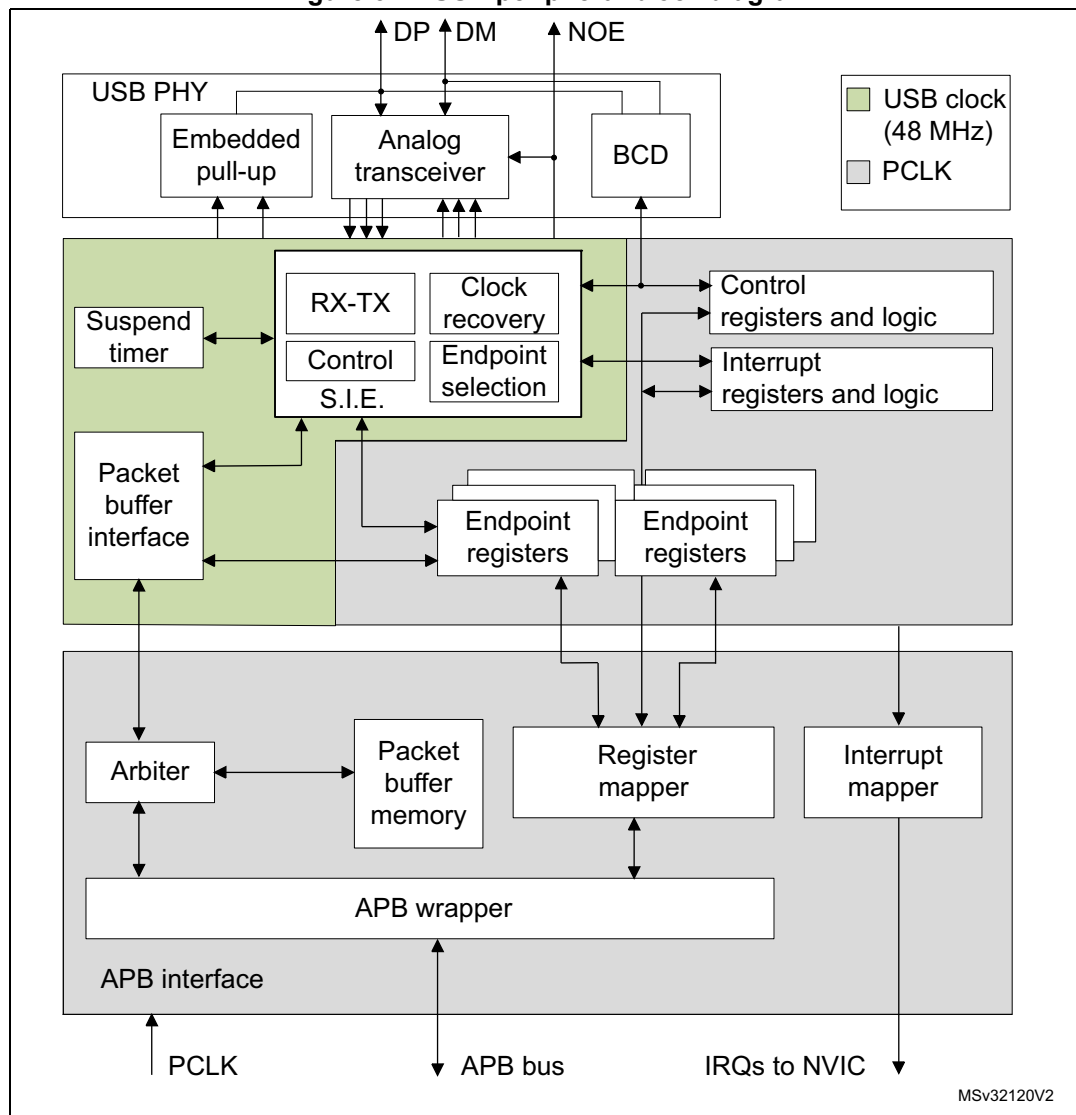 DP DM NOE
USB PHY
Embedded
pull-up
Analog
transceiver
BCD
USB clock
(48 MHz)
PCLK
Suspend
timer
RX-TX
Clock
recovery
Control
Endpoint
selection
S.I.E.
Control
registers and logic
Interrupt
registers and logic
Packet
buffer
interface
Endpoint
registers
Endpoint
registers
Arbiter
Packet
buffer
memory
Register
mapper
Interrupt
mapper
APB wrapper
APB interface
PCLK
APB bus
IRQs to NVIC
MSv32120V2